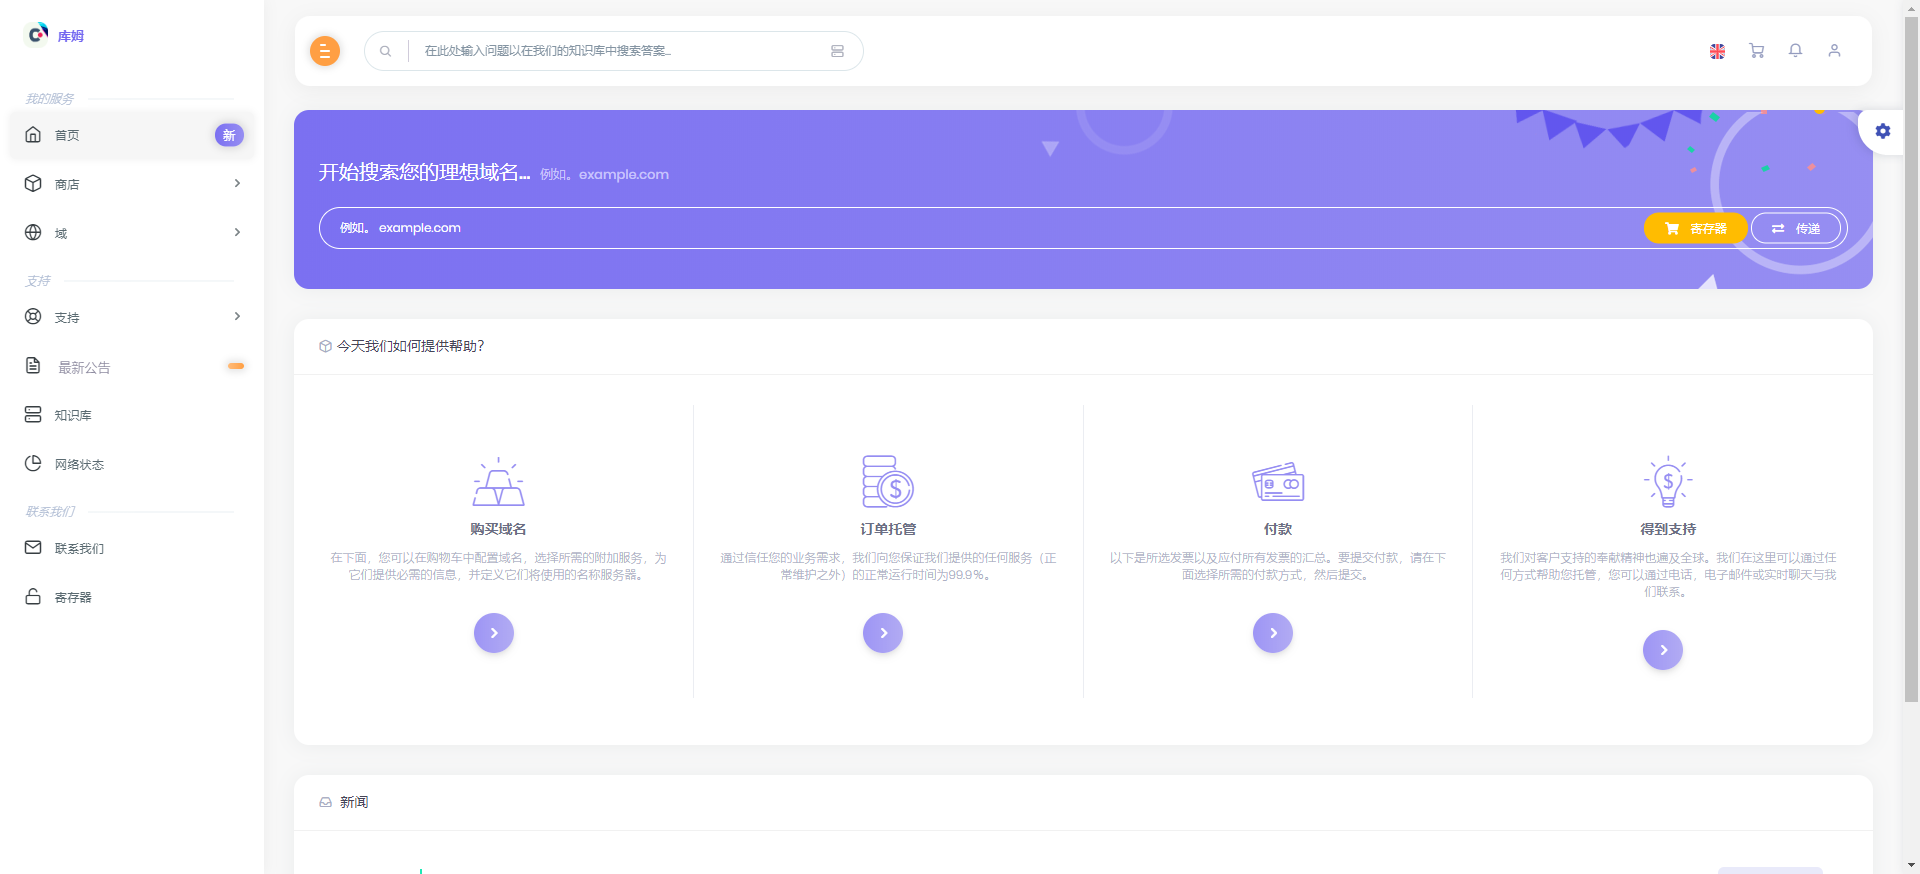 库姆
我的服务
首页
新
商店
域
支持
支持
最新公告
知识库
网络状态
联系我们
联系我们
寄存器
在此处输入问题以在我们的知识库中搜索答案...
开始搜索您的理想域名... 例如。example.com
例如。 example.com
寄存器
传递
今天我们如何提供帮助？
购买域名
在下面，您可以在购物车中配置域名，选择所需的附加服务，为
它们提供必需的信息，并定义它们将使用的名称服务器。
订单托管
通过信任您的业务需求，我们向您保证我们提供的任何服务（正
常维护之外）的正常运行时间为99.9％。
付款
以下是所选发票以及应付所有发票的汇总。要提交付款，请在下
面选择所需的付款方式，然后提交。
得到支持
我们对客户支持的奉献精神也遍及全球。我们在这里可以通过任
何方式帮助您托管，您可以通过电话，电子邮件或实时聊天与我
们联系。
新闻